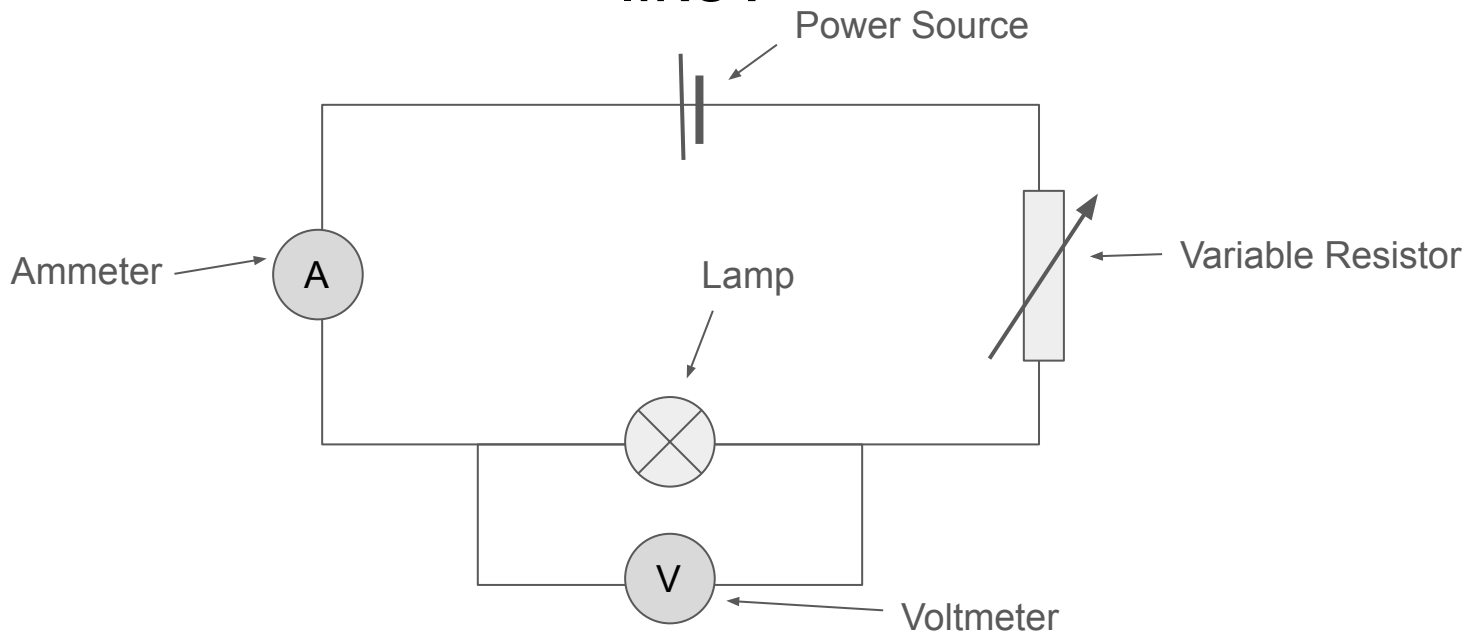 Power Source
Ammeter
A
Lamp
Variable Resistor
V
Voltmeter